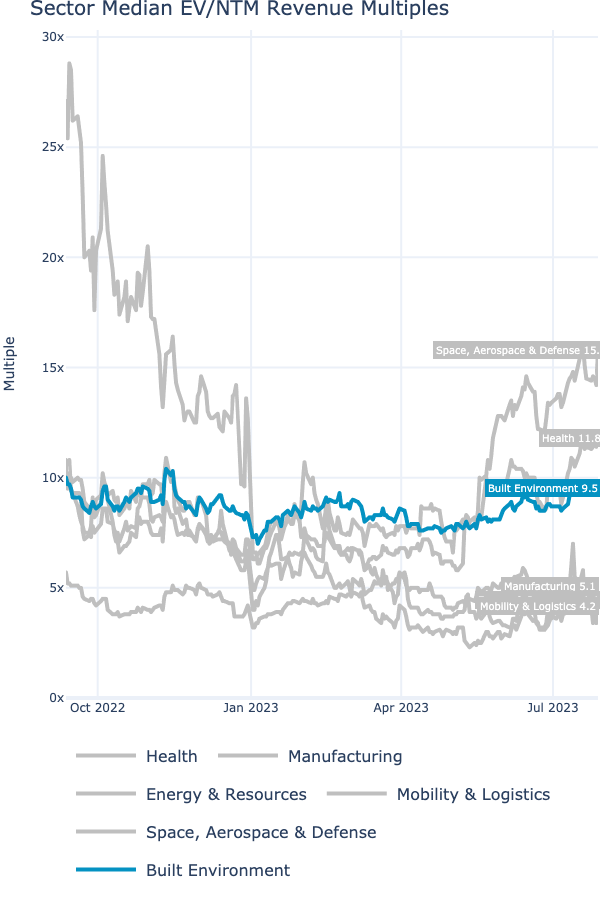 Sector Median EV/NTM Revenue Multiples
30x
25x
20x
15x
10x
5x
0x
Multiple
Space, Aerospace & Defense 15.
Health 11.8
Built Environment 9.5
Manufacturing 5.1
Mobility & Logistics 4.2
Oct 2022
Jan 2023
Apr 2023
Jul 2023
Health
Manufacturing
Energy & Resources
Mobility & Logistics
Space, Aerospace & Defense
Built Environment